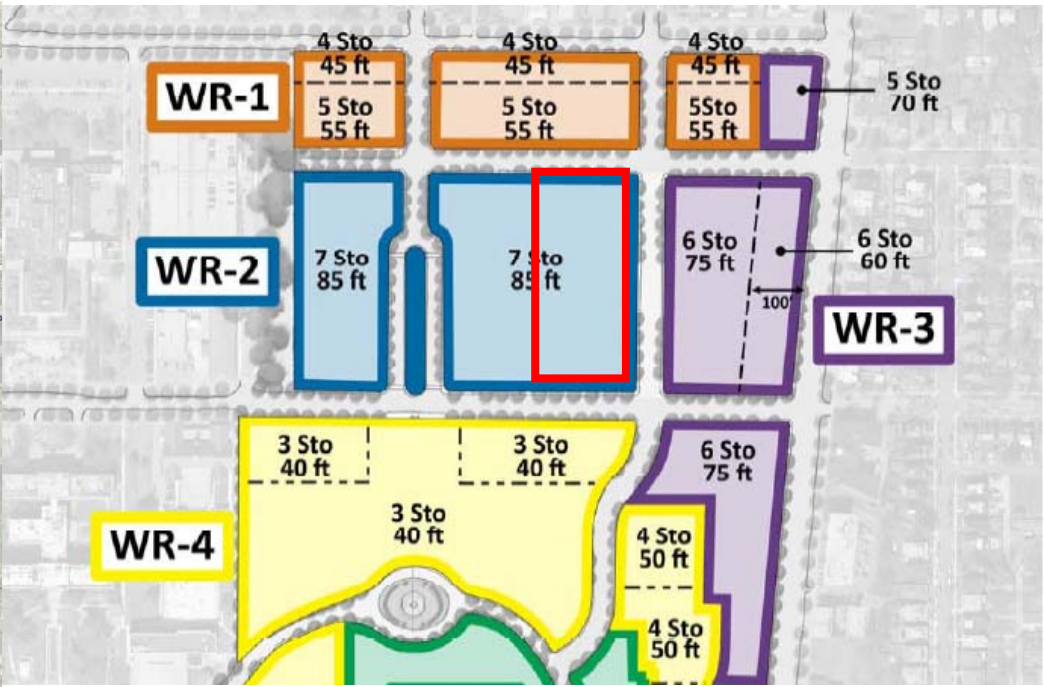 4 Sto
45 ft
4 Sto
45 ft
4 Sto
45 ft
WR-1
5 Sto
55 ft
5 Sto
55 ft
5Sto
55 ft
5 Sto
70 ft
WR-2
7 Sto
85 ft
7 Sto
85 ft
6 Sto
75 ft
6 Sto
60 ft
100'
WR-3
3 Sto
40 ft
3 Sto
40 ft
6 Sto
75 ft
3 Sto
40 ft
WR-4
4 Sto
50 ft
4 Sto
50 ft